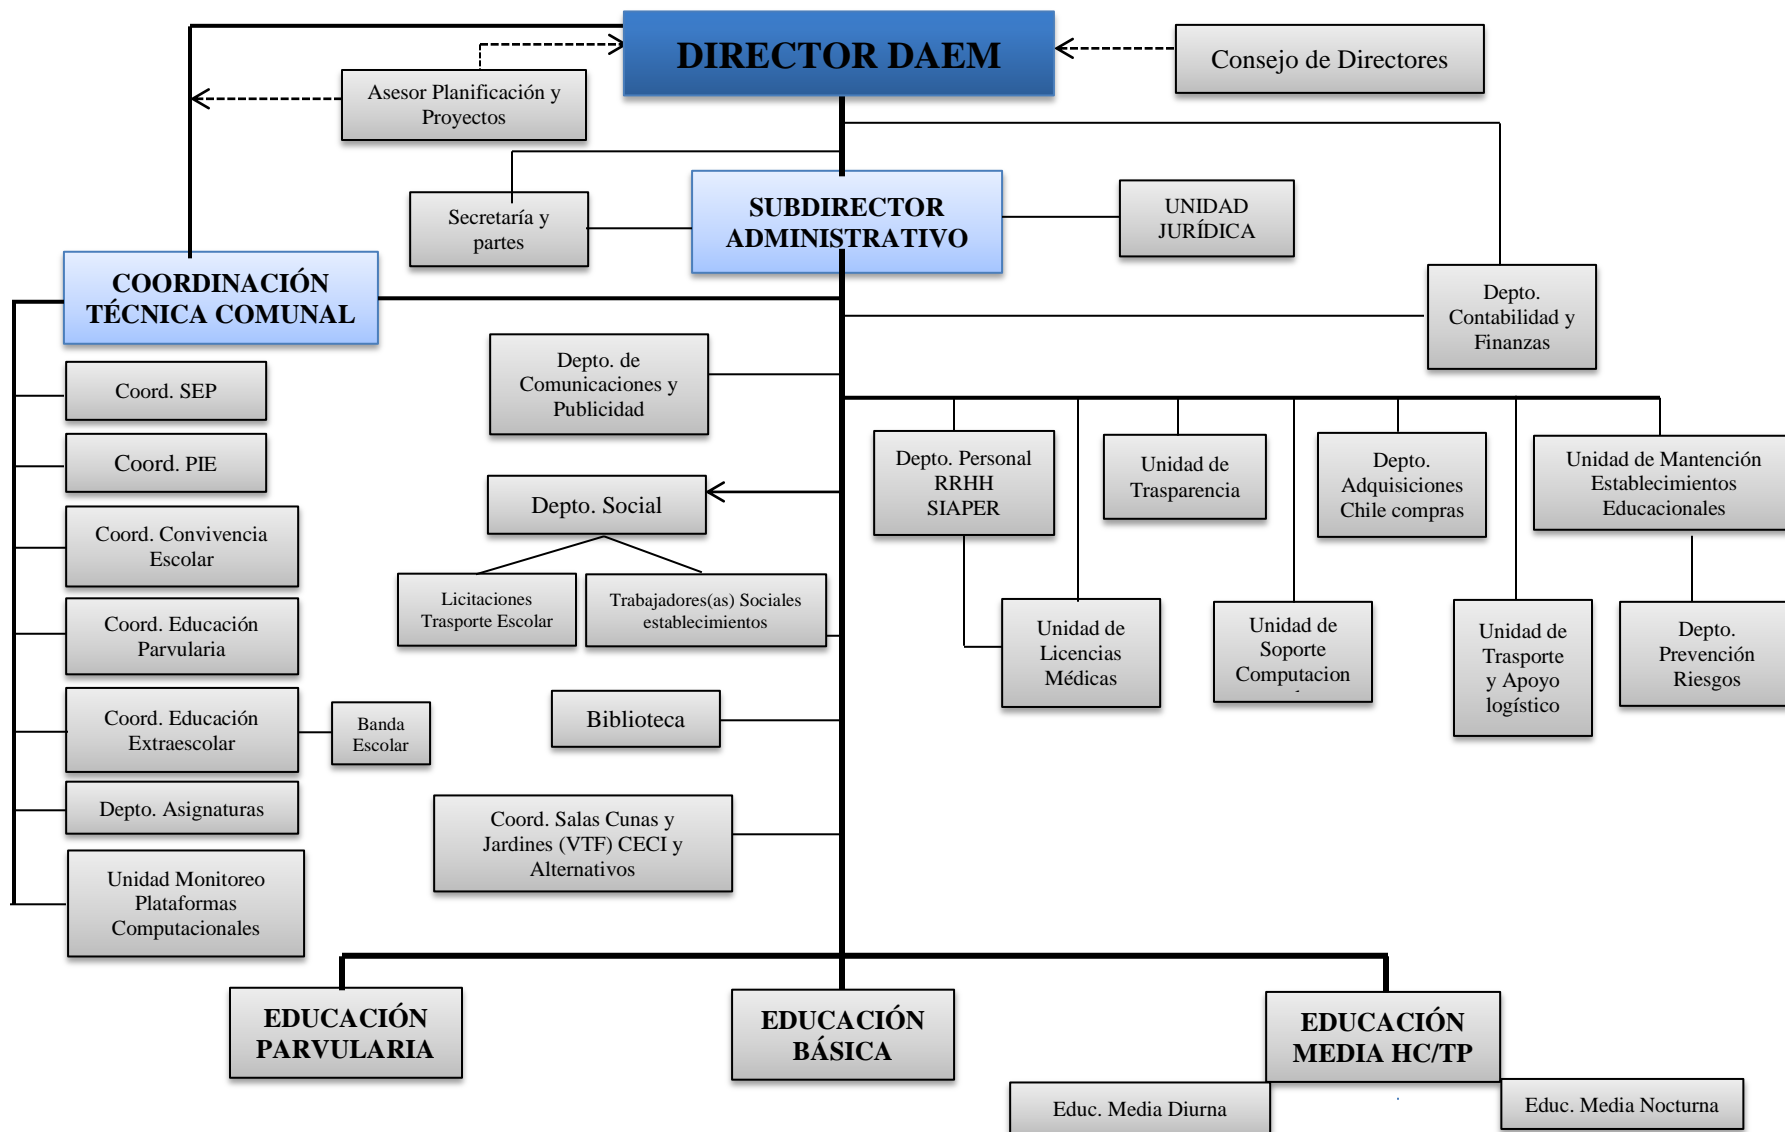 DIRECTOR DAEM
Consejo de Directores
Asesor Planificación y
Proyectos
Secretaría y
partes
SUBDIRECTOR
ADMINISTRATIVO
UNIDAD
JURÍDICA
COORDINACIÓN
TÉCNICA COMUNAL
Depto.
Contabilidad y
Finanzas
Coord. SEP
Coord. PIE
Coord. Convivencia
Escolar
Coord. Educación
Parvularia
Coord. Educación
Extraescolar
Banda
Escolar
Depto. Asignaturas
Unidad Monitoreo
Plataformas
Computacionales
Depto. de
Comunicaciones y
Publicidad
Depto. Social
Licitaciones
Trasporte Escolar
Trabajadores(as) Sociales
establecimientos
Biblioteca
Coord. Salas Cunas y
Jardines (VTF) CECI y
Alternativos
Depto. Personal
RRHH
SIAPER
Unidad de
Trasparencia
Depto.
Adquisiciones
Chile compras
Unidad de Mantención
Establecimientos
Educacionales
Unidad de
Licencias
Médicas
Unidad de
Soporte
Computacion
Unidad de
Trasporte
y Apoyo
logístico
Depto.
Prevención
Riesgos
EDUCACIÓN
PARVULARIA
EDUCACIÓN
BÁSICA
EDUCACIÓN
MEDIA HC/TP
Educ. Media Diurna
Educ. Media Nocturna